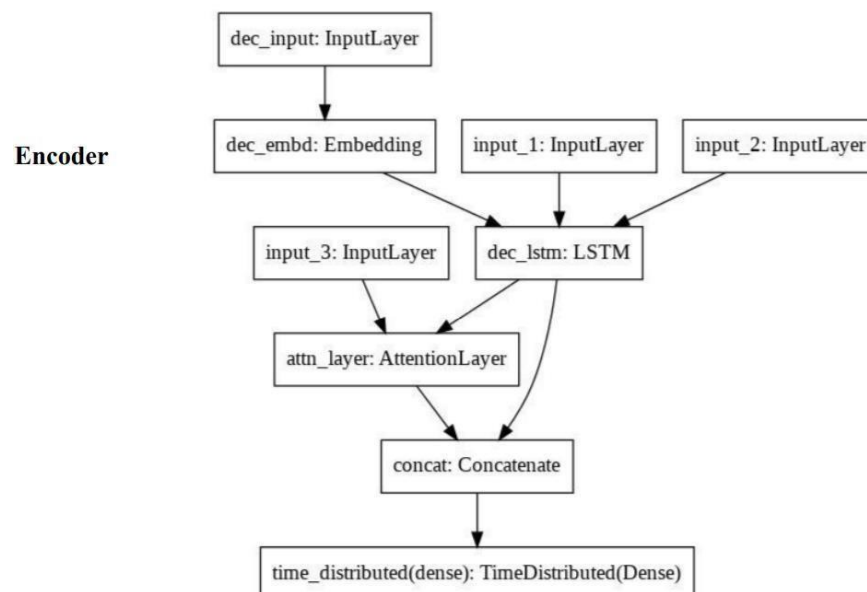 dec_input: InputLayer
Encoder
dec_embd: Embedding
input_1: InputLayer
input_2: InputLayer
input_3: InputLayer
dec_lstm: LSTM
attn_layer: AttentionLayer
concat: Concatenate
time_distributed(dense): TimeDistributed(Dense)